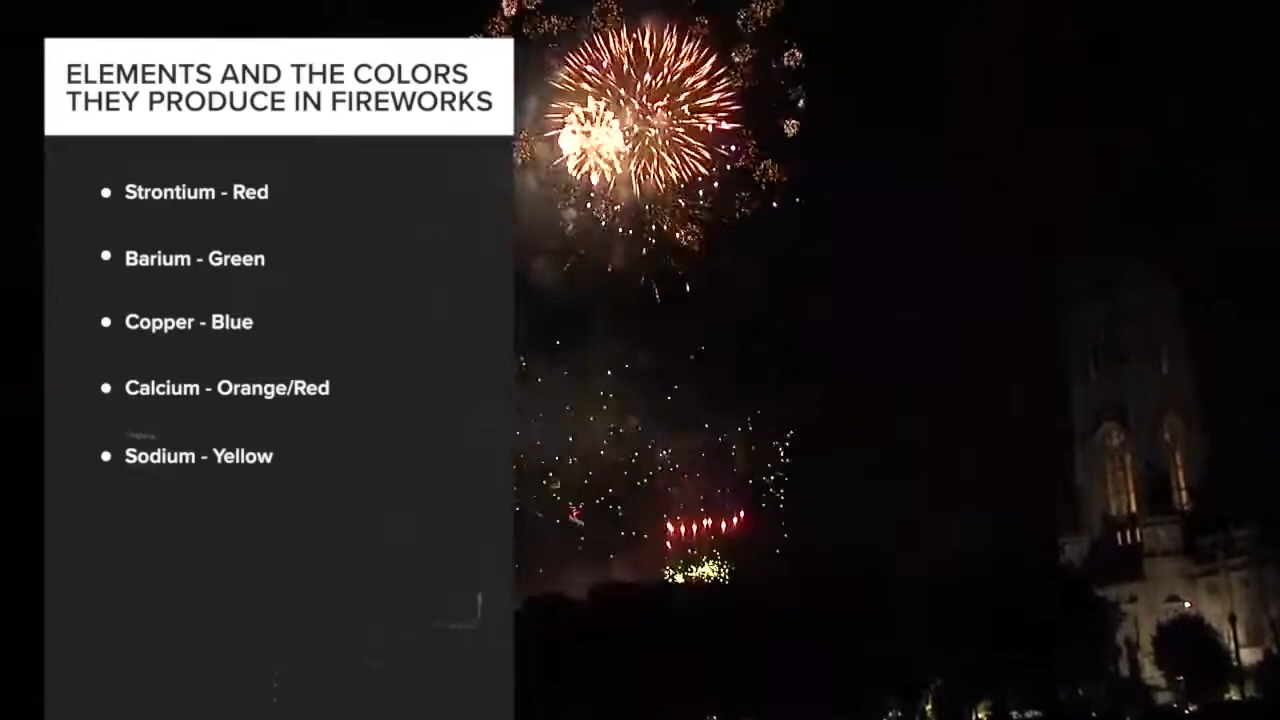 ELEMENTS AND THE COLORS
THEY PRODUCE IN FIREWORKS
• Strontium - Red
• Barium - Green
• Copper - Blue
• Calcium - Orange/Red
• Sodium - Yellow